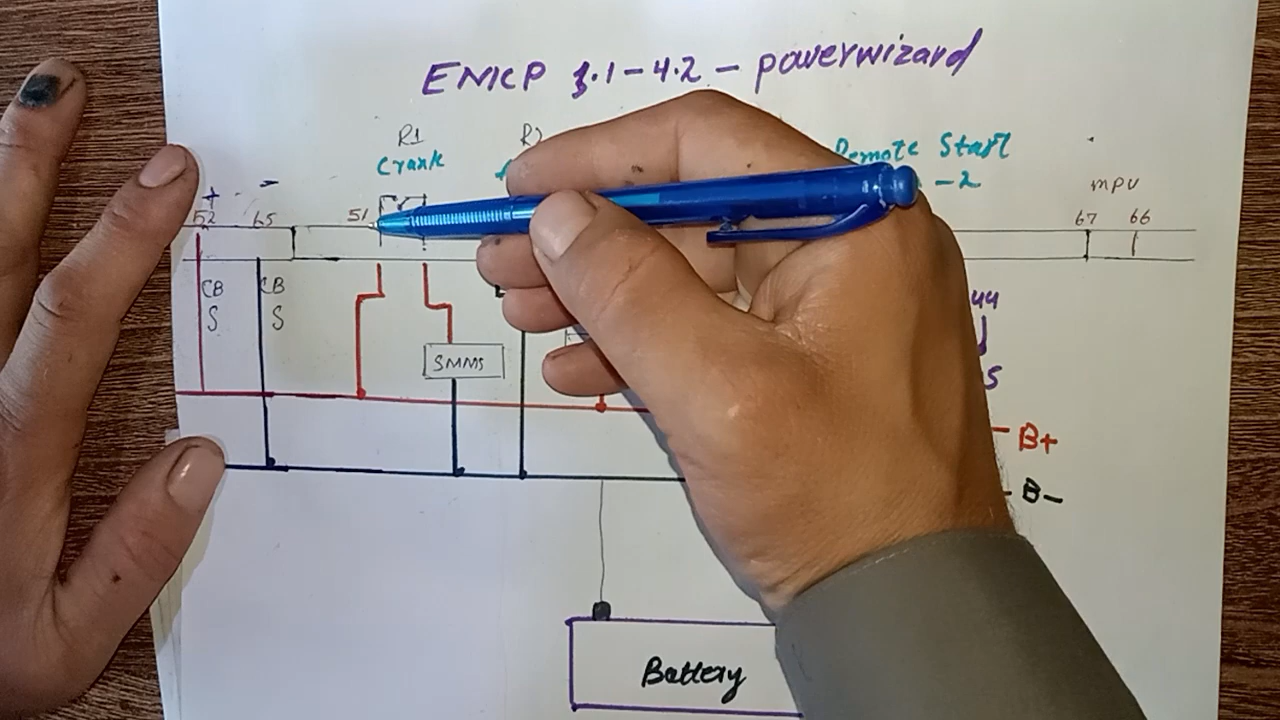 EMCP 3.1-4.2 - powerwizard
R1
Crank
Remote Start
-2
MPU
+ -
52 65 51 67 66
CB
S
CB
S
SMMS
44
S
B+
B-
Battery